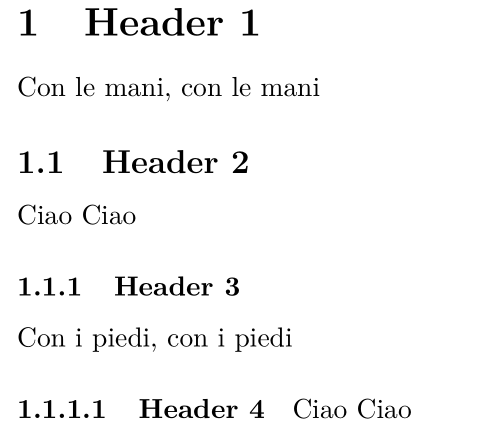 1 Header 1
Con le mani, con le mani
1.1 Header 2
Ciao Ciao
1.1.1 Header 3
Con i piedi, con i piedi
1.1.1.1 Header 4 Ciao Ciao